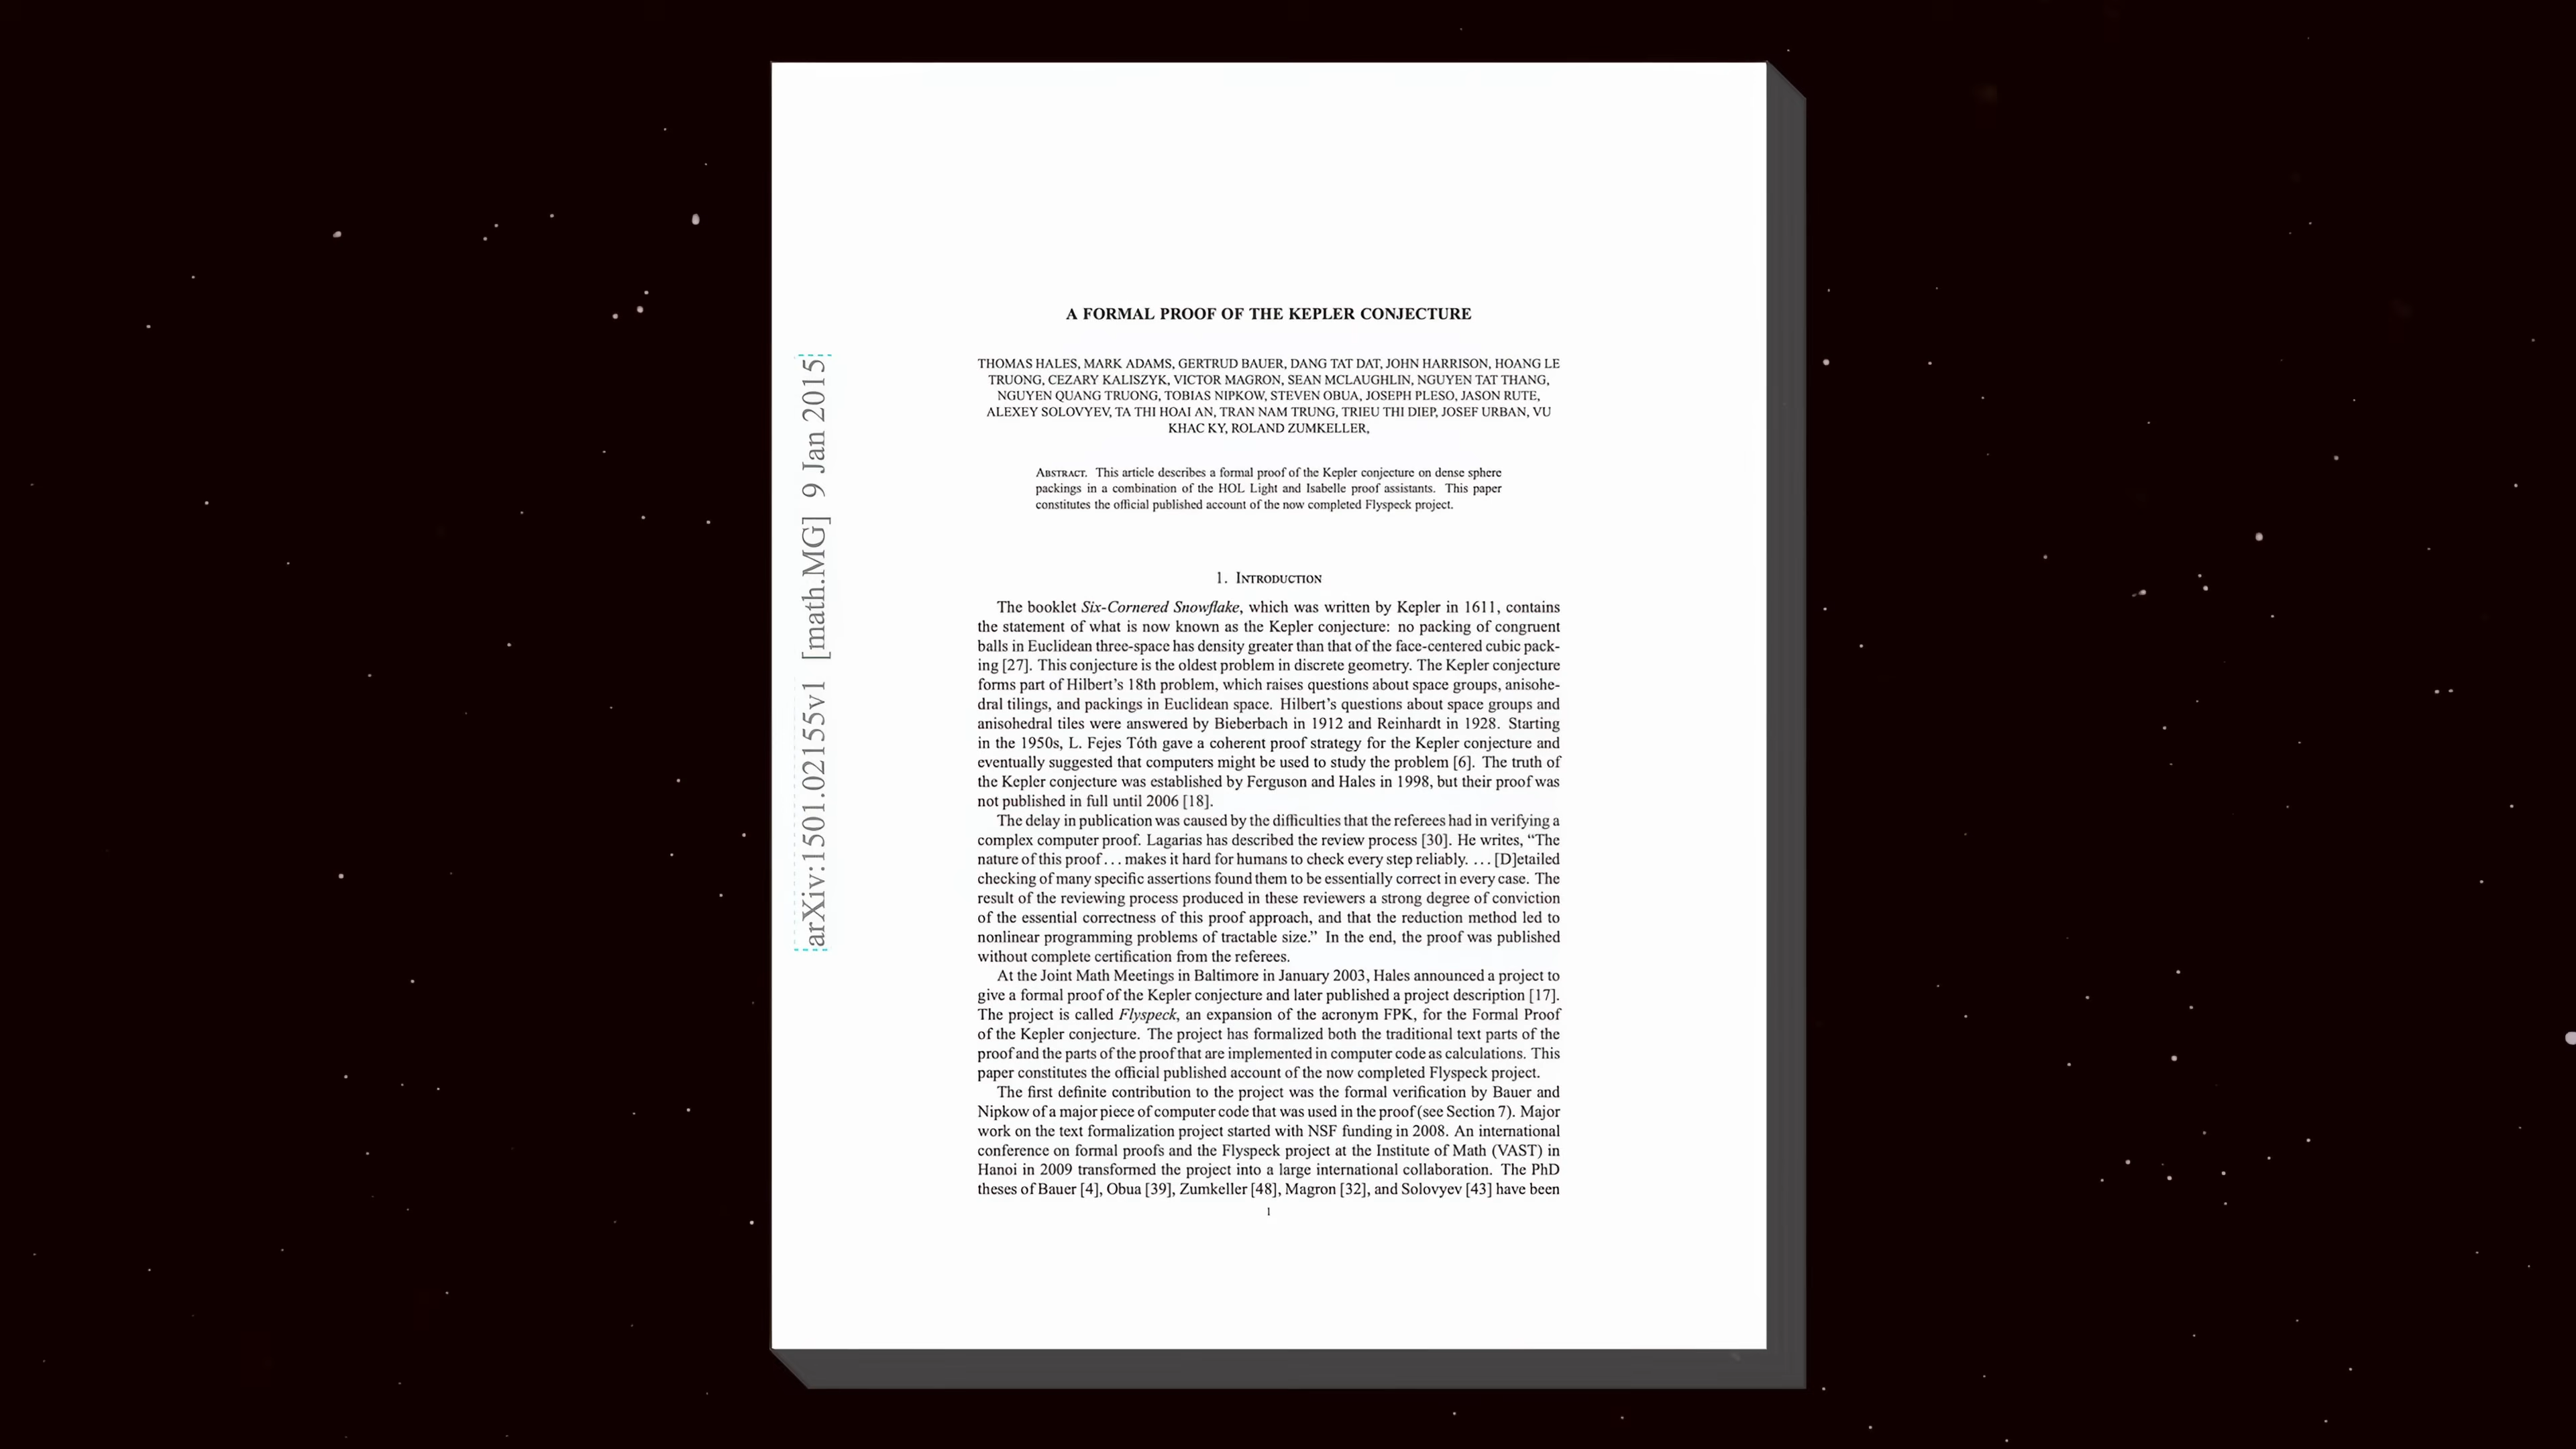 A FORMAL PROOF OF THE KEPLER CONJECTURE
THOMAS HALES, MARK ADAMS, GERTRUD BAUER, DANG TAT DAT, JOHN HARRISON, HOANG LE
TRUONG, CEZARY KALISZYK, VICTOR MAGRON, SEAN MCLAUGHLIN, NGUYEN TAT THANG,
NGUYEN QUANG TRUONG, TOBIAS NIPKOW, STEVEN OBUA, JOSEPH PLESO, JASON RUTE,
ALEXEY SOLOVYEV, TA THI HOAI AN, TRAN NAM TRUNG, TRIEU THI DIEP, JOSEF URBAN, VU
KHAC KY, ROLAND ZUMKELLER,
ABSTRACT. This article describes a formal proof of the Kepler conjecture on dense sphere
packings in a combination of the HOL Light and Isabelle proof assistants. This paper
constitutes the official published account of the now completed Flyspeck project.
1. INTRODUCTION
The booklet Six-Cornered Snowflake, which was written by Kepler in 1611, contains
the statement of what is now known as the Kepler conjecture: no packing of congruent
balls in Euclidean three-space has density greater than that of the face-centered cubic pack-
ing [27]. This conjecture is the oldest problem in discrete geometry. The Kepler conjecture
forms part of Hilbert's 18th problem, which raises questions about space groups, anisohe-
dral tilings, and packings in Euclidean space. Hilbert's questions about space groups and
anisohedral tiles were answered by Bieberbach in 1912 and Reinhardt in 1928. Starting
in the 1950s, L. Fejes Tóth gave a coherent proof strategy for the Kepler conjecture and
eventually suggested that computers might be used to study the problem [6]. The truth of
the Kepler conjecture was established by Ferguson and Hales in 1998, but their proof was
not published in full until 2006 [18].
The delay in publication was caused by the difficulties that the referees had in verifying a
complex computer proof. Lagarias has described the review process [30]. He writes, “The
nature of this proof . . . makes it hard for humans to check every step reliably. . . . [D]etailed
checking of many specific assertions found them to be essentially correct in every case. The
result of the reviewing process produced in these reviewers a strong degree of conviction
of the essential correctness of this proof approach, and that the reduction method led to
nonlinear programming problems of tractable size.” In the end, the proof was published
without complete certification from the referees.
At the Joint Math Meetings in Baltimore in January 2003, Hales announced a project to
give a formal proof of the Kepler conjecture and later published a project description [17].
The project is called Flyspeck, an expansion of the acronym FPK, for the Formal Proof
of the Kepler conjecture. The project has formalized both the traditional text parts of the
proof and the parts of the proof that are implemented in computer code as calculations. This
paper constitutes the official published account of the now completed Flyspeck project.
The first definite contribution to the project was the formal verification by Bauer and
Nipkow of a major piece of computer code that was used in the proof (see Section 7). Major
work on the text formalization project started with NSF funding in 2008. An international
conference on formal proofs and the Flyspeck project at the Institute of Math (VAST) in
Hanoi in 2009 transformed the project into a large international collaboration. The PhD
theses of Bauer [4], Obua [39], Zumkeller [48], Magron [32], and Solovyev [43] have been
1
arXiv:1501.02155v1 [math.MG] 9 Jan 2015